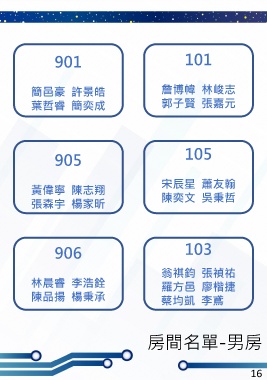 901
簡邑豪 許景皓
葉哲睿 簡奕成
101
詹博幃 林峻志
郭子賢 張嘉元
905
黃偉寧 陳志翔
張森宇 楊家昕
105
宋辰星 蕭友翰
陳奕文 吳秉哲
906
林晨睿 李浩銓
陳品揚 楊秉承
103
翁祺鈞 張禎祐
羅方邑 廖楷捷
蔡均凱 李鳶
房間名單-男房
16